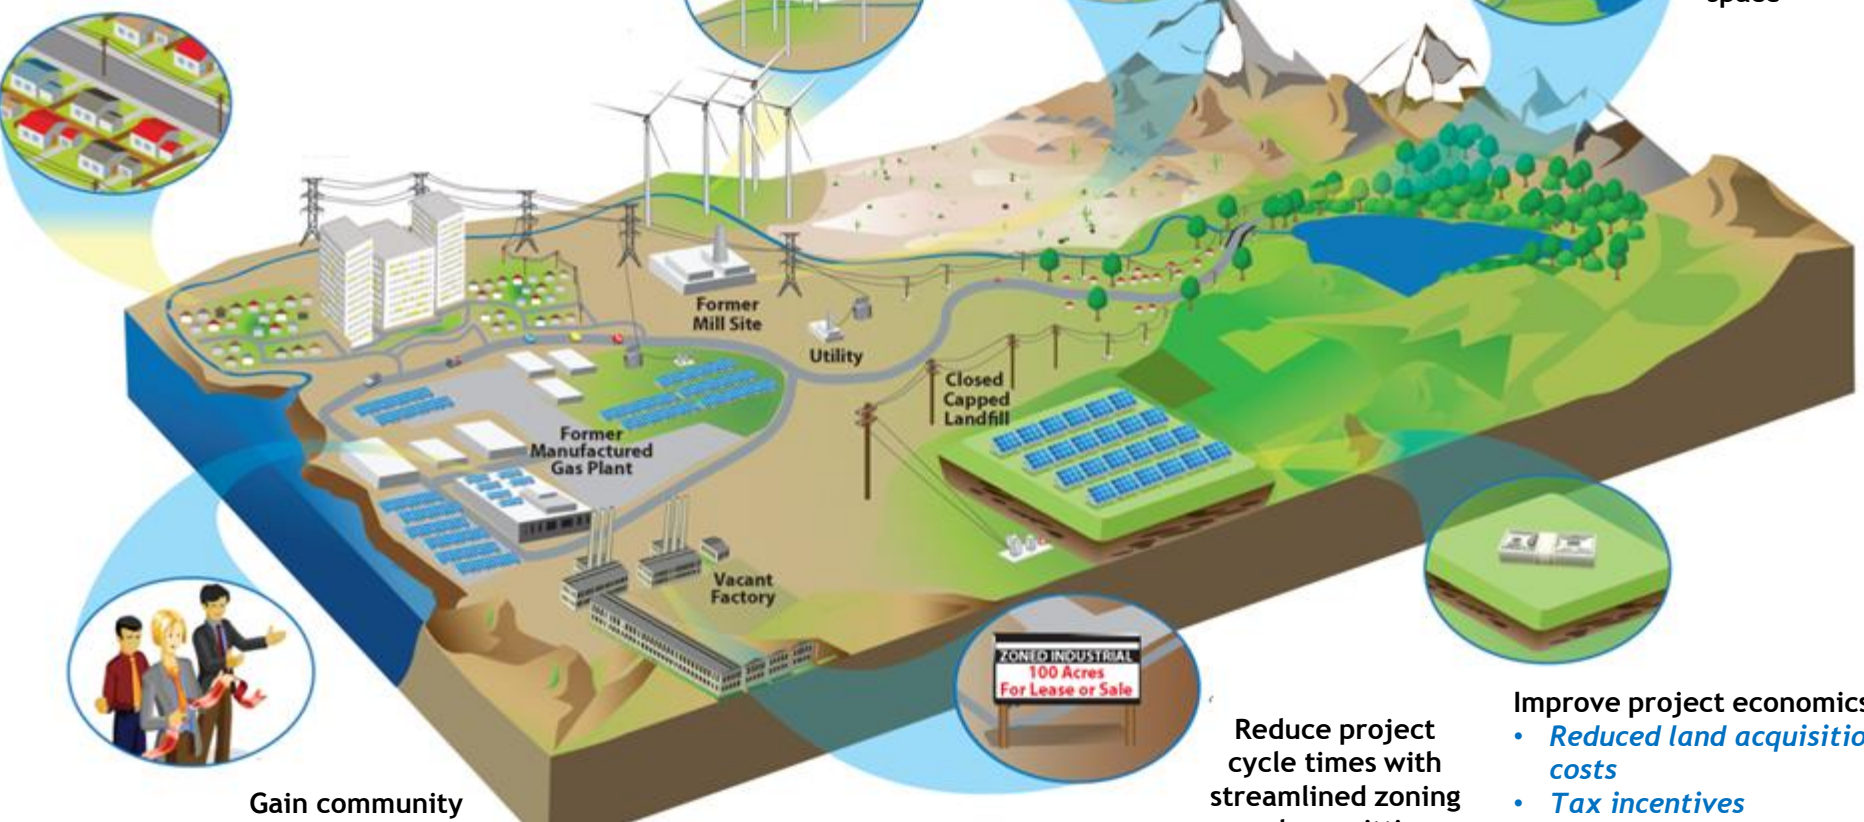 space
Former
Mill Site
Utility
Closed
Capped
Landfill
Former
Manufactured
Gas Plant
Vacant
Factory
ZONED INDUSTRIAL
100 Acres
For Lease or Sale
Gain community
Reduce project
cycle times with
streamlined zoning
Improve project economics
• Reduced land acquisitio
costs
• Tax incentives